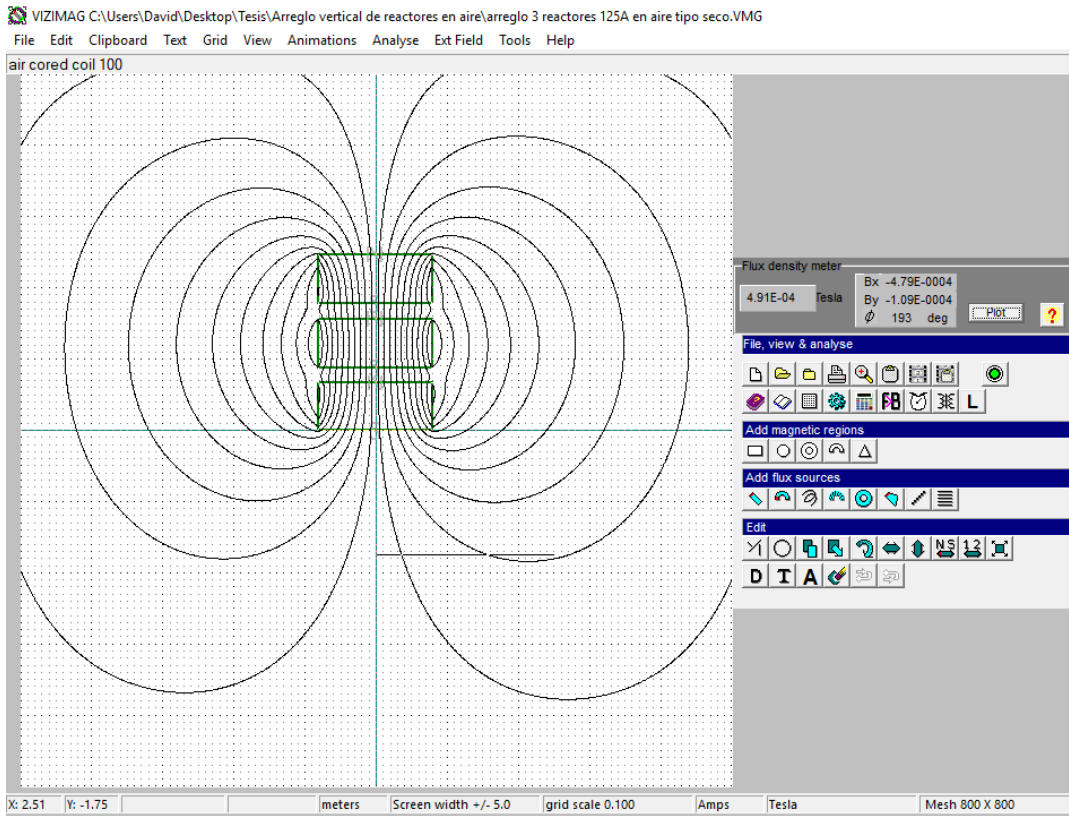 VIZIMAG C:\Users\David\Desktop\Tesis\Arreglo vertical de reactores en aire\arreglo 3 reactores 125A en aire tipo seco.VMG
File Edit Clipboard Text Grid View Animations Analyse Ext Field Tools Help
air cored coil 100
Flux density meter
4.91E-04 Tesla
Bx -4.79E-0004
By -1.09E-0004
ϕ 193 deg
Plot
?
File, view & analyse
L
Add magnetic regions
Add flux sources
Edit
N S
1 2
D T A
X: 2.51 Y: -1.75 meters Screen width +/- 5.0 grid scale 0.100 Amps Tesla Mesh 800 X 800